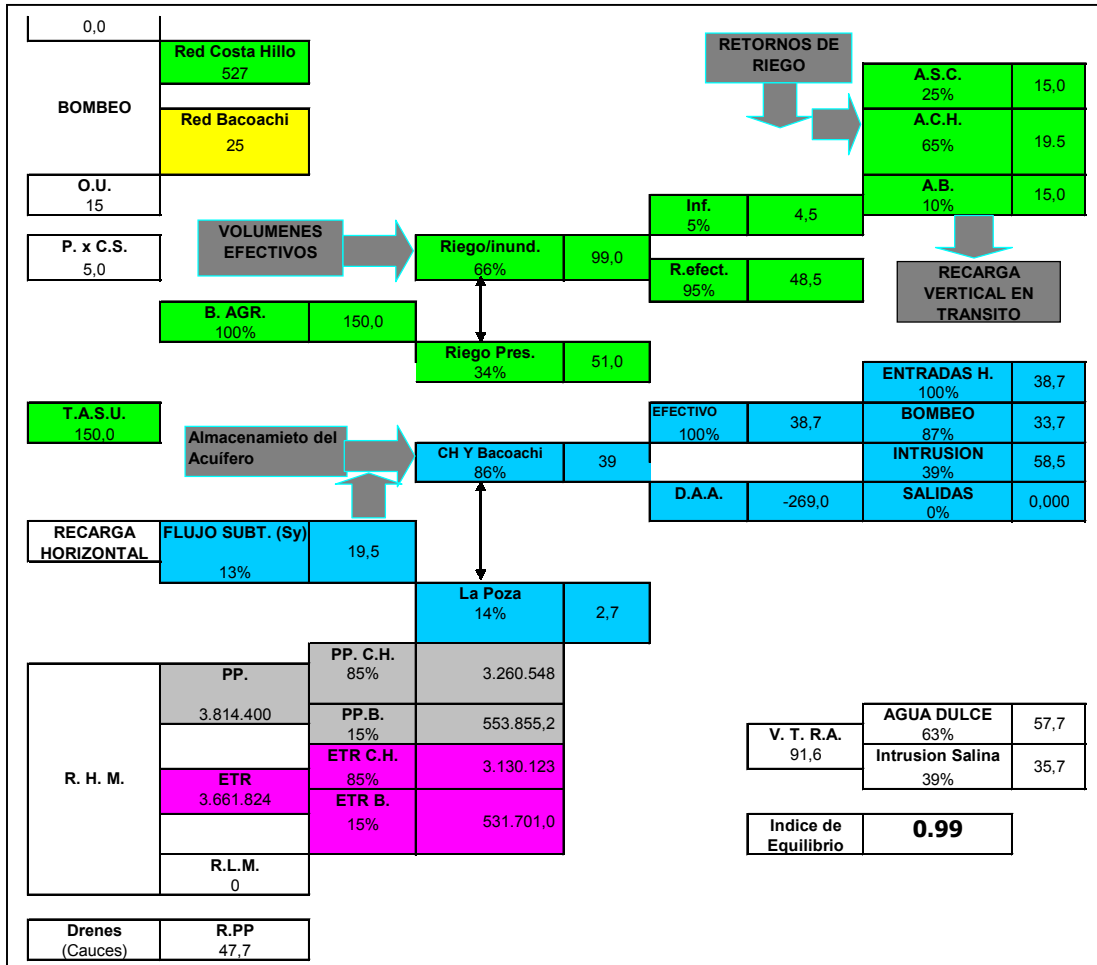 0,0
Red Costa Hillo
527
BOMBEO
Red Bacoachi
25
O.U.
15
P. x C.S.
5,0
RETORNOS DE
RIEGO
A.S.C.
25%
15,0
A.C.H.
65%
19.5
A.B.
10%
15,0
VOLUMENES
EFECTIVOS
Riego/inund.
66%
99,0
Inf.
5%
4,5
R.efect.
95%
48,5
RECARGA
VERTICAL EN
TRANSITO
B. AGR.
100%
150,0
Riego Pres.
34%
51,0
T.A.S.U.
150,0
Almacenamieto del
Acuífero
CH Y Bacoachi
86%
39
EFECTIVO
100%
38,7
D.A.A.
-269,0
ENTRADAS H.
100%
38,7
BOMBEO
87%
33,7
INTRUSION
39%
58,5
SALIDAS
0%
0,000
RECARGA
HORIZONTAL
FLUJO SUBT. (Sy)
13%
19,5
La Poza
14%
2,7
R. H. M.
PP.
3.814.400
PP. C.H.
85%
3.260.548
PP.B.
15%
553.855,2
ETR
3.661.824
ETR C.H.
85%
3.130.123
ETR B.
15%
531.701,0
R.L.M.
0
V. T. R.A.
91,6
AGUA DULCE
63%
57,7
Intrusion Salina
39%
35,7
Indice de
Equilibrio
0.99
Drenes
(Cauces)
R.PP
47,7